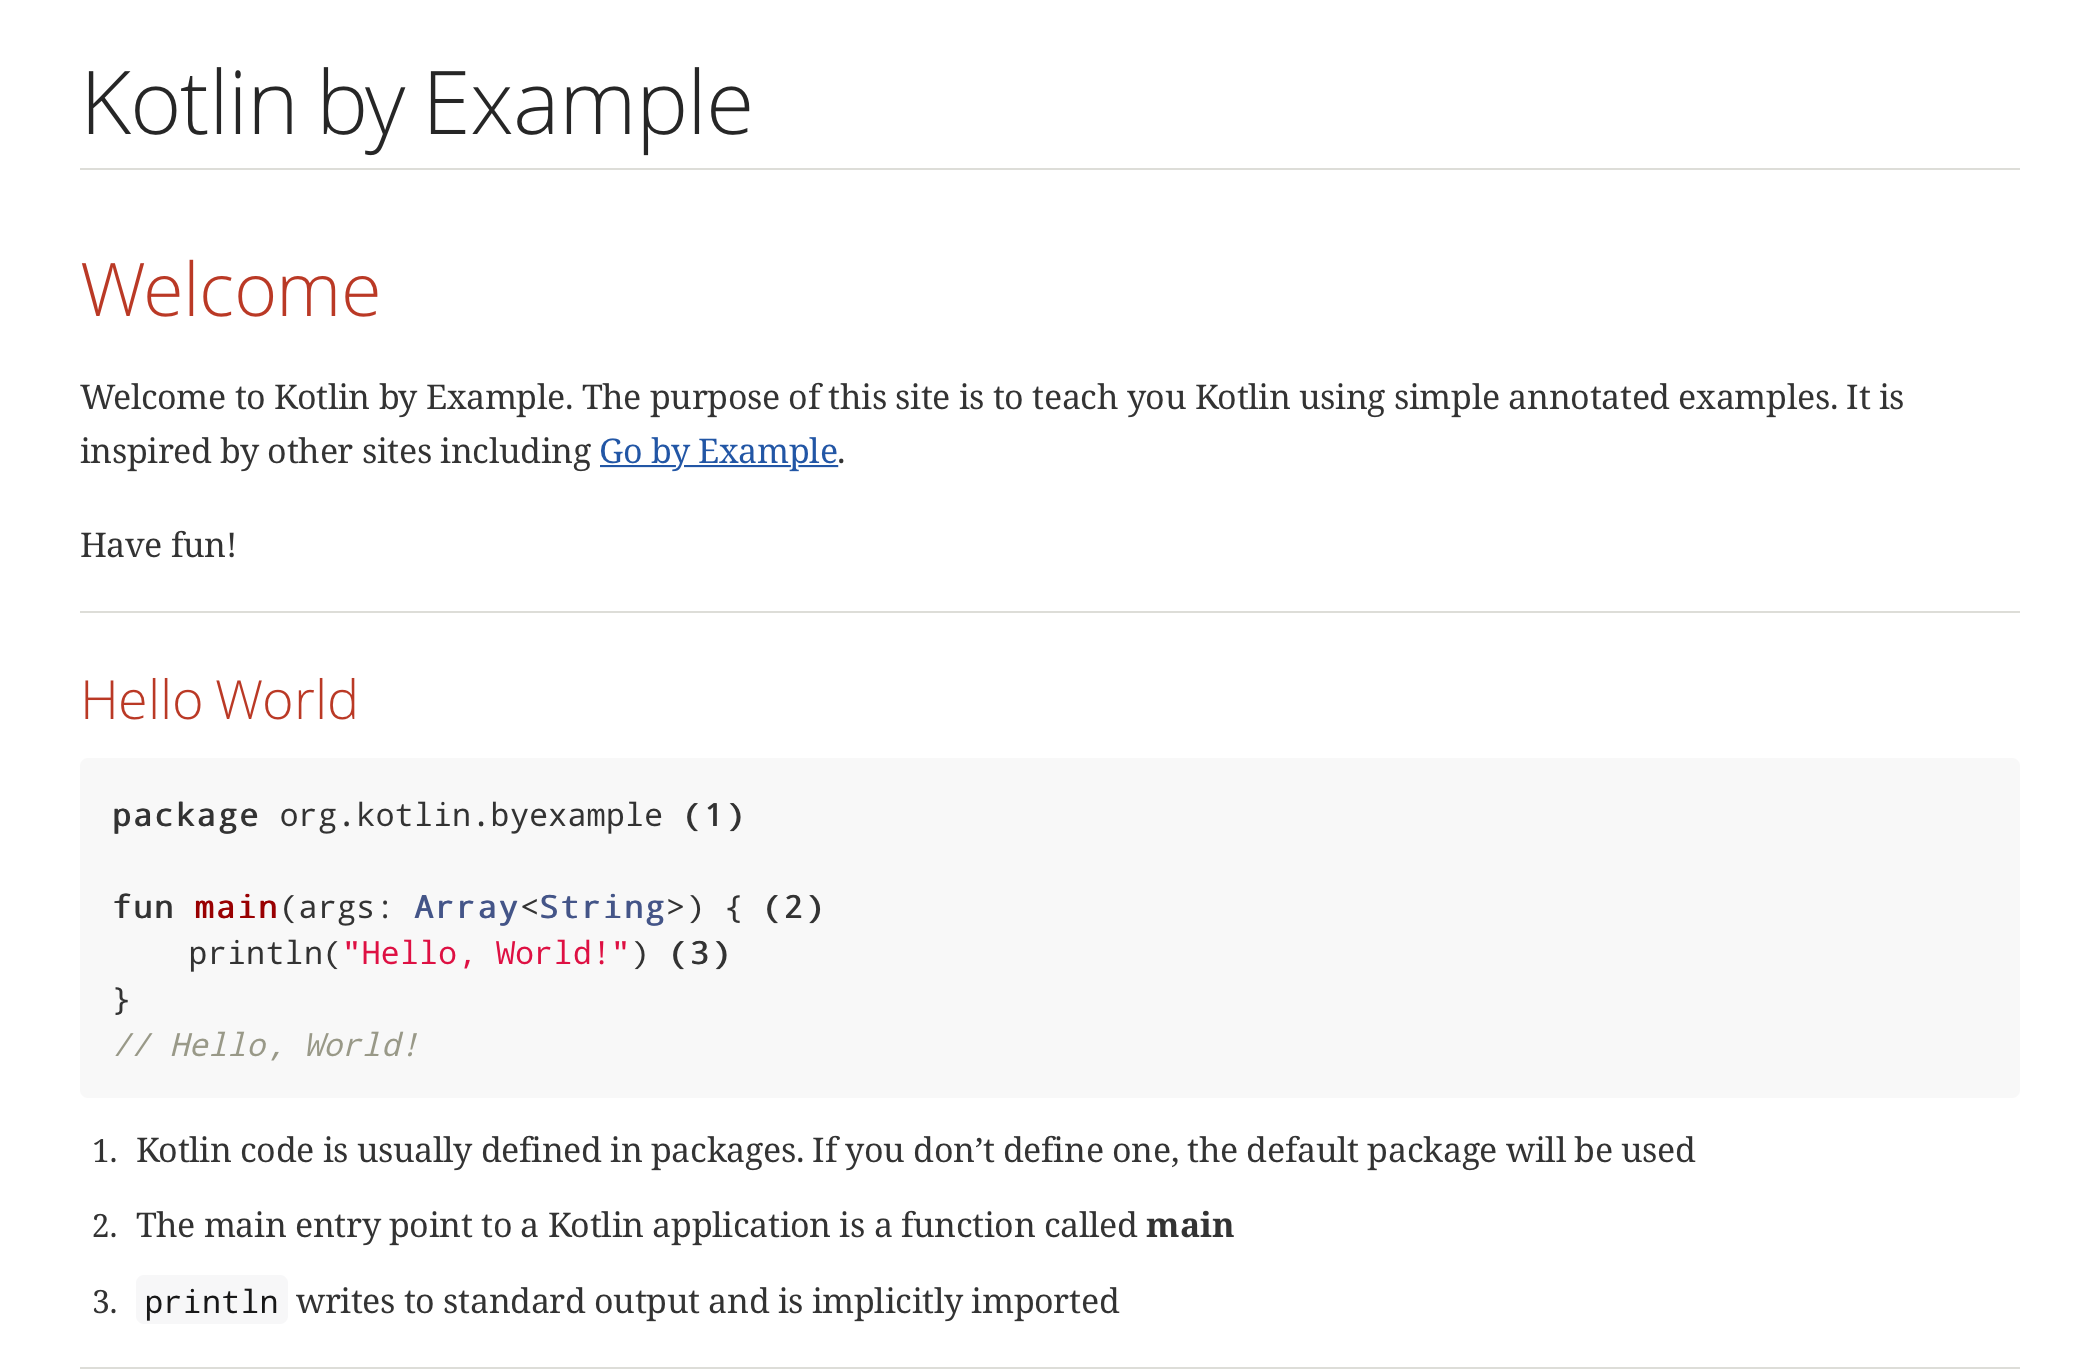 Kotlin by Example
Welcome
Welcome to Kotlin by Example. The purpose of this site is to teach you Kotlin using simple annotated examples. It is
inspired by other sites including Go by Example.
Have fun!
Hello World
package org.kotlin.byexample (1)
fun main(args: Array<String>) { (2)
    println("Hello, World!") (3)
}
// Hello, World!
1. Kotlin code is usually defined in packages. If you don’t define one, the default package will be used
2. The main entry point to a Kotlin application is a function called main
3. println writes to standard output and is implicitly imported